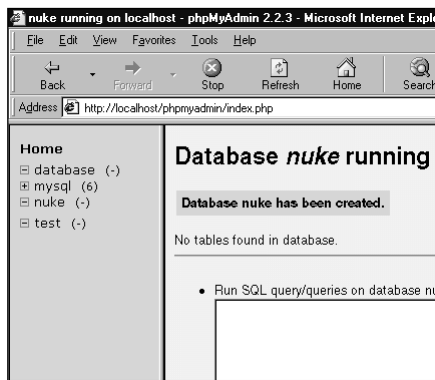 nuke running on localhost - phpMyAdmin 2.2.3 - Microsoft Internet Expl
File Edit View Favorites Tools Help
Back Forward Stop Refresh Home Search
Address http://localhost/phpmyadmin/index.php
Home
database (-)
mysql (6)
nuke (-)
test (-)
Database nuke running
Database nuke has been created.
No tables found in database.
• Run SQL query/queries on database nu